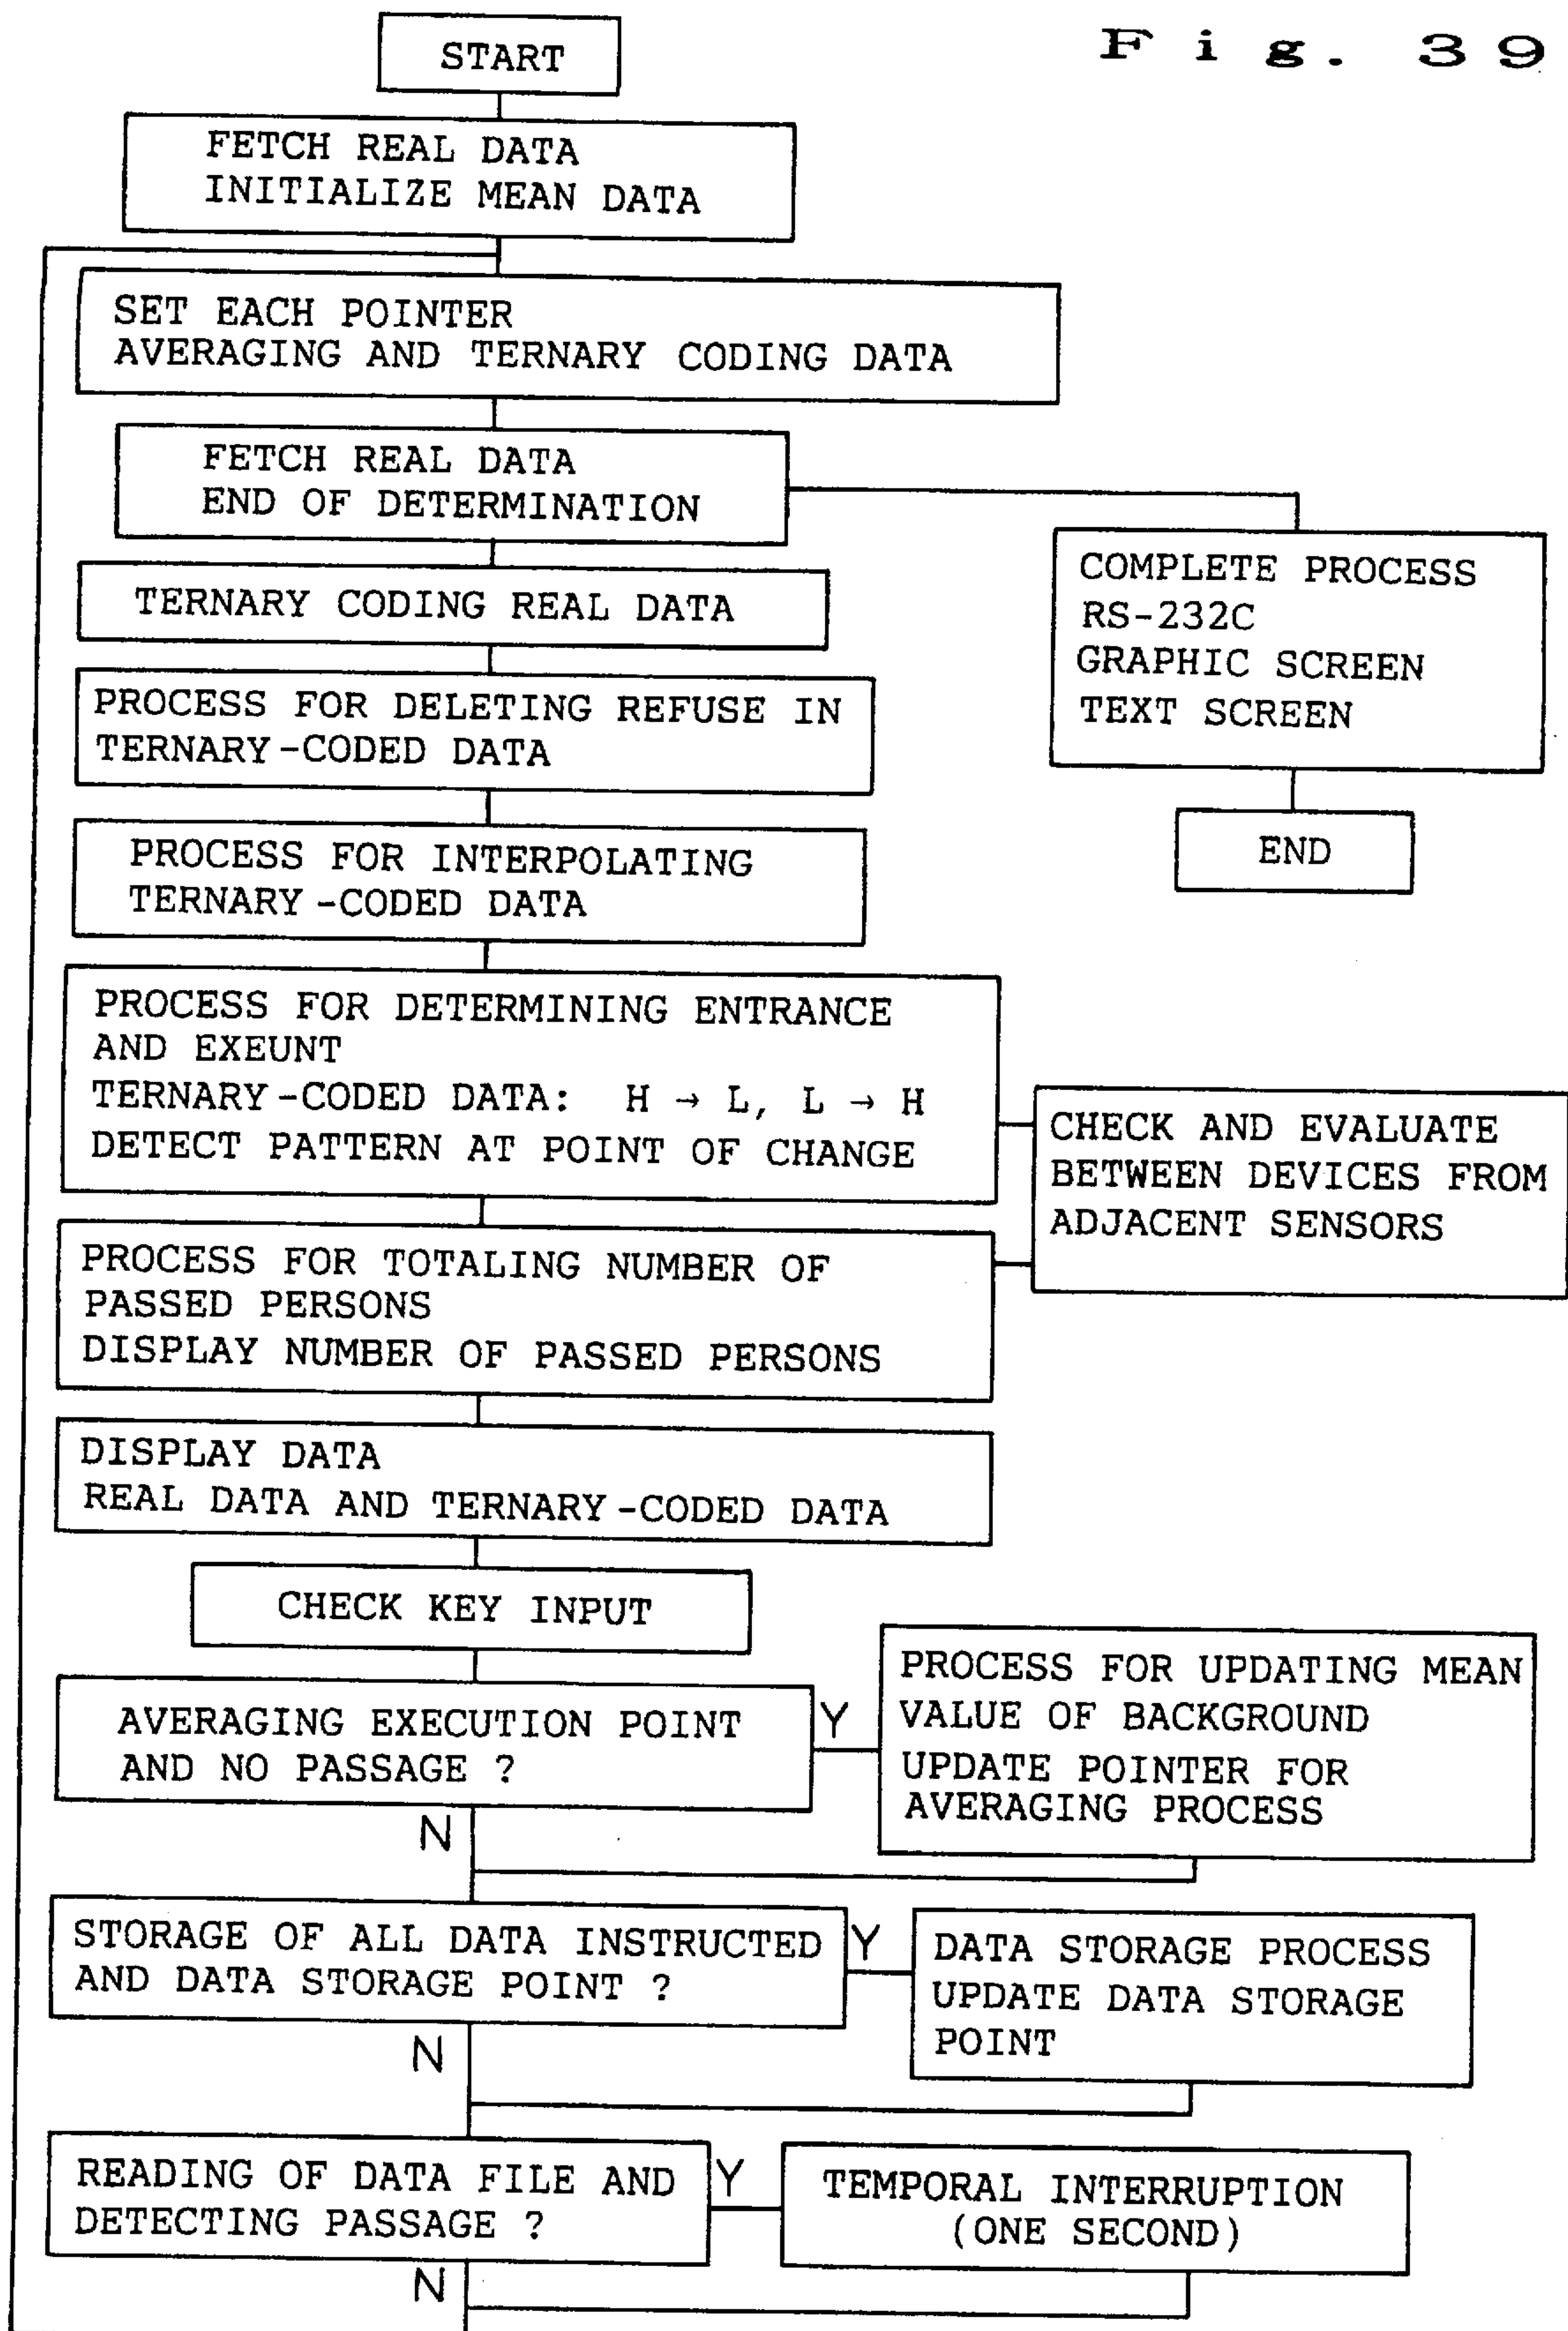 Fig. 39
START
FETCH REAL DATA
INITIALIZE MEAN DATA
SET EACH POINTER
AVERAGING AND TERNARY CODING DATA
FETCH REAL DATA
END OF DETERMINATION
COMPLETE PROCESS
RS-232C
GRAPHIC SCREEN
TEXT SCREEN
END
TERNARY CODING REAL DATA
PROCESS FOR DELETING REFUSE IN
TERNARY-CODED DATA
PROCESS FOR INTERPOLATING
TERNARY-CODED DATA
PROCESS FOR DETERMINING ENTRANCE
AND EXEUNT
TERNARY-CODED DATA: H → L, L → H
DETECT PATTERN AT POINT OF CHANGE
CHECK AND EVALUATE
BETWEEN DEVICES FROM
ADJACENT SENSORS
PROCESS FOR TOTALING NUMBER OF
PASSED PERSONS
DISPLAY NUMBER OF PASSED PERSONS
DISPLAY DATA
REAL DATA AND TERNARY-CODED DATA
CHECK KEY INPUT
AVERAGING EXECUTION POINT
AND NO PASSAGE ?
Y
PROCESS FOR UPDATING MEAN
VALUE OF BACKGROUND
UPDATE POINTER FOR
AVERAGING PROCESS
N
STORAGE OF ALL DATA INSTRUCTED
AND DATA STORAGE POINT ?
Y
DATA STORAGE PROCESS
UPDATE DATA STORAGE
POINT
N
READING OF DATA FILE AND
DETECTING PASSAGE ?
Y
TEMPORAL INTERRUPTION
(ONE SECOND)
N